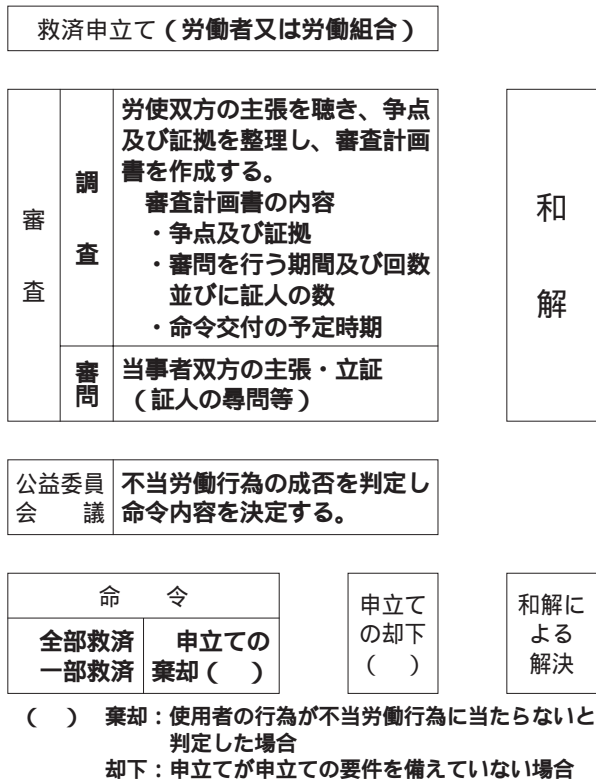 救済申立て（労働者又は労働組合）
審査
調査
労使双方の主張を聴き、争点
及び証拠を整理し、審査計画
書を作成する。
審査計画書の内容
・争点及び証拠
・審問を行う期間及び回数
並びに証人の数
・命令交付の予定時期
審問
当事者双方の主張・立証
（証人の尋問等）
和解
公益委員
会　議
不当労働行為の成否を判定し
命令内容を決定する。
命　令
全部救済
一部救済
申立ての
棄却（　）
申立て
の却下
（　）
和解に
よる
解決
（　）　棄却：使用者の行為が不当労働行為に当たらないと
判定した場合
却下：申立てが申立ての要件を備えていない場合